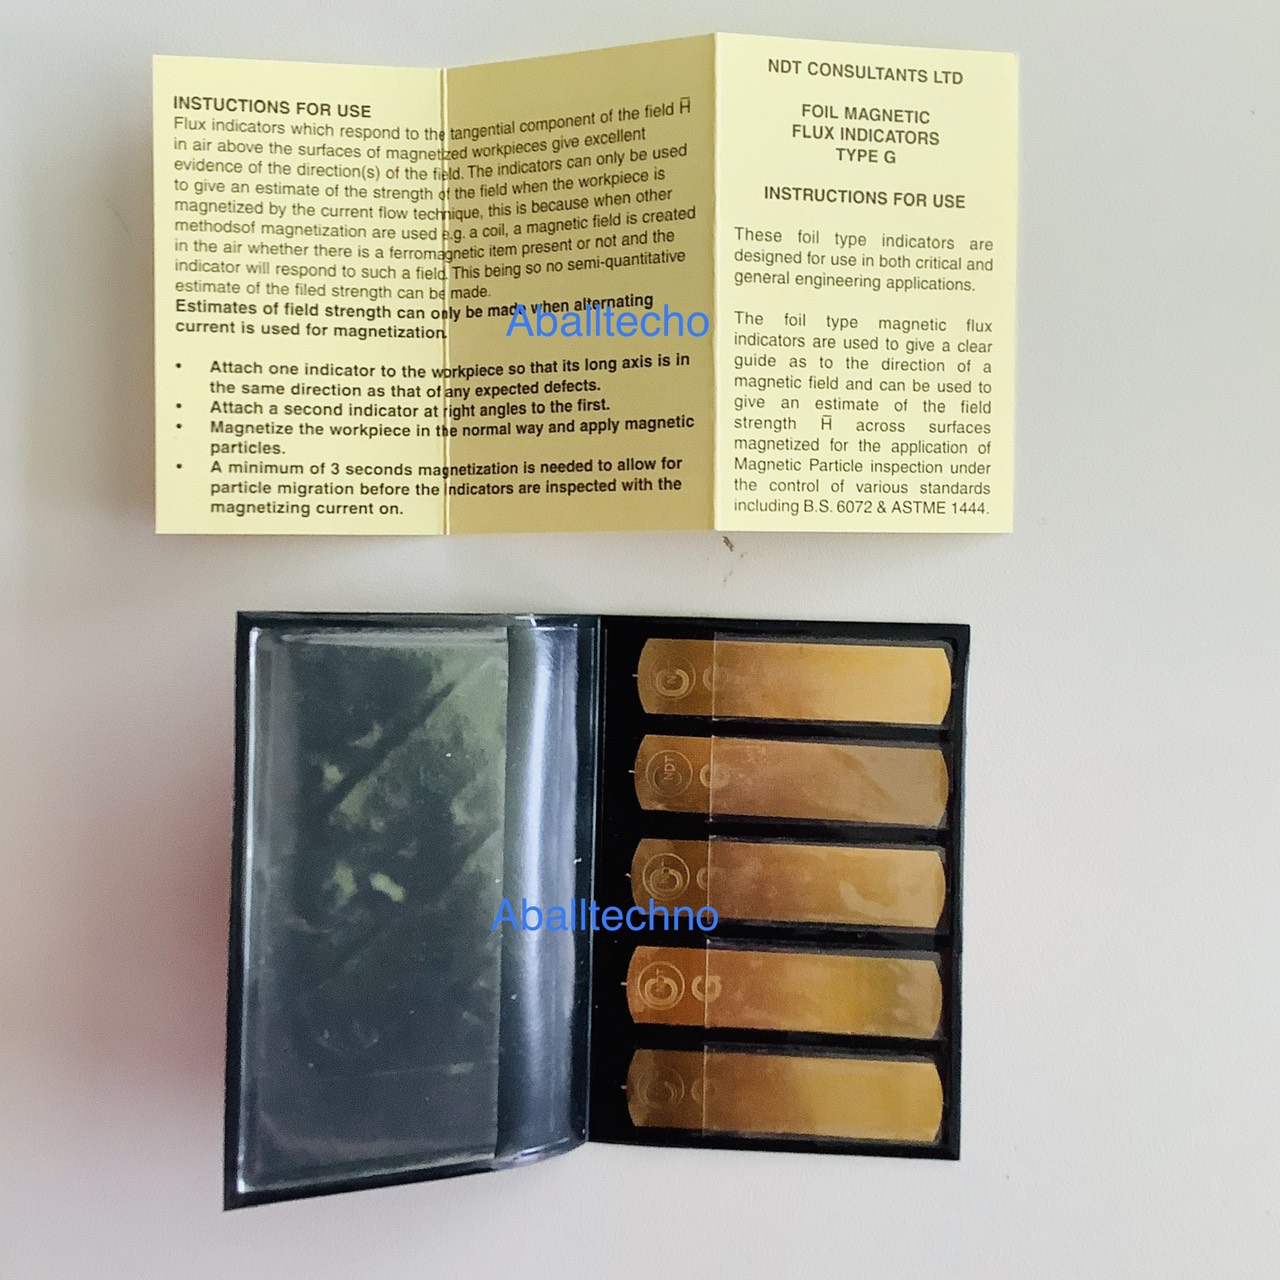 INSTUCTIONS FOR USE
Flux indicators which respond to the tangential component of the field H̅
in air above the surfaces of magnetized workpieces give excellent
evidence of the direction(s) of the field. The indicators can only be used
to give an estimate of the strength of the field when the workpiece is
magnetized by the current flow technique, this is because when other
methodsof magnetization are used e.g. a coil, a magnetic field is created
in the air whether there is a ferromagnetic item present or not and the
indicator will respond to such a field. This being so no semi-quantitative
estimate of the filed strength can be made.
Estimates of field strength can only be made when alternating
current is used for magnetization.
• Attach one indicator to the workpiece so that its long axis is in
the same direction as that of any expected defects.
• Attach a second indicator at right angles to the first.
• Magnetize the workpiece in the normal way and apply magnetic
particles.
• A minimum of 3 seconds magnetization is needed to allow for
particle migration before the indicators are inspected with the
magnetizing current on.
NDT CONSULTANTS LTD
FOIL MAGNETIC
FLUX INDICATORS
TYPE G
INSTRUCTIONS FOR USE
These foil type indicators are
designed for use in both critical and
general engineering applications.
The foil type magnetic flux
indicators are used to give a clear
guide as to the direction of a
magnetic field and can be used to
give an estimate of the field
strength H̅ across surfaces
magnetized for the application of
Magnetic Particle inspection under
the control of various standards
including B.S. 6072 & ASTME 1444.
Aballtecho
NDT G
NDT G
Aballtechno
NDT G